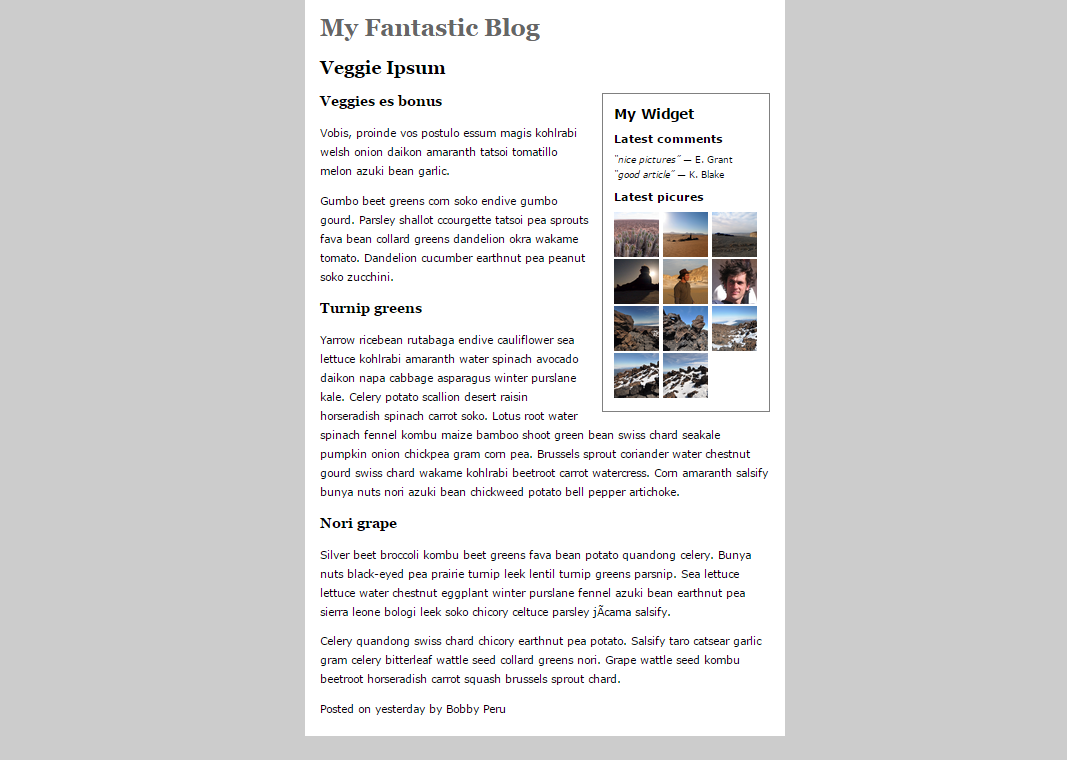 My Fantastic Blog
Veggie Ipsum
Veggies es bonus
Vobis, proinde vos postulo essum magis kohlrabi
welsh onion daikon amaranth tatsoi tomatillo
melon azuki bean garlic.
Gumbo beet greens corn soko endive gumbo
gourd. Parsley shallot ccourgette tatsoi pea sprouts
fava bean collard greens dandelion okra wakame
tomato. Dandelion cucumber earthnut pea peanut
soko zucchini.
My Widget
Latest comments
"nice pictures" — E. Grant
"good article" — K. Blake
Latest picures
Turnip greens
Yarrow ricebean rutabaga endive cauliflower sea
lettuce kohlrabi amaranth water spinach avocado
daikon napa cabbage asparagus winter purslane
kale. Celery potato scallion desert raisin
horseradish spinach carrot soko. Lotus root water
spinach fennel kombu maize bamboo shoot green bean swiss chard seakale
pumpkin onion chickpea gram corn pea. Brussels sprout coriander water chestnut
gourd swiss chard wakame kohlrabi beetroot carrot watercress. Corn amaranth salsify
bunya nuts nori azuki bean chickweed potato bell pepper artichoke.
Nori grape
Silver beet broccoli kombu beet greens fava bean potato quandong celery. Bunya
nuts black-eyed pea prairie turnip leek lentil turnip greens parsnip. Sea lettuce
lettuce water chestnut eggplant winter purslane fennel azuki bean earthnut pea
sierra leone bologi leek soko chicory celtuce parsley jÃcama salsify.
Celery quandong swiss chard chicory earthnut pea potato. Salsify taro catsear garlic
gram celery bitterleaf wattle seed collard greens nori. Grape wattle seed kombu
beetroot horseradish carrot squash brussels sprout chard.
Posted on yesterday by Bobby Peru